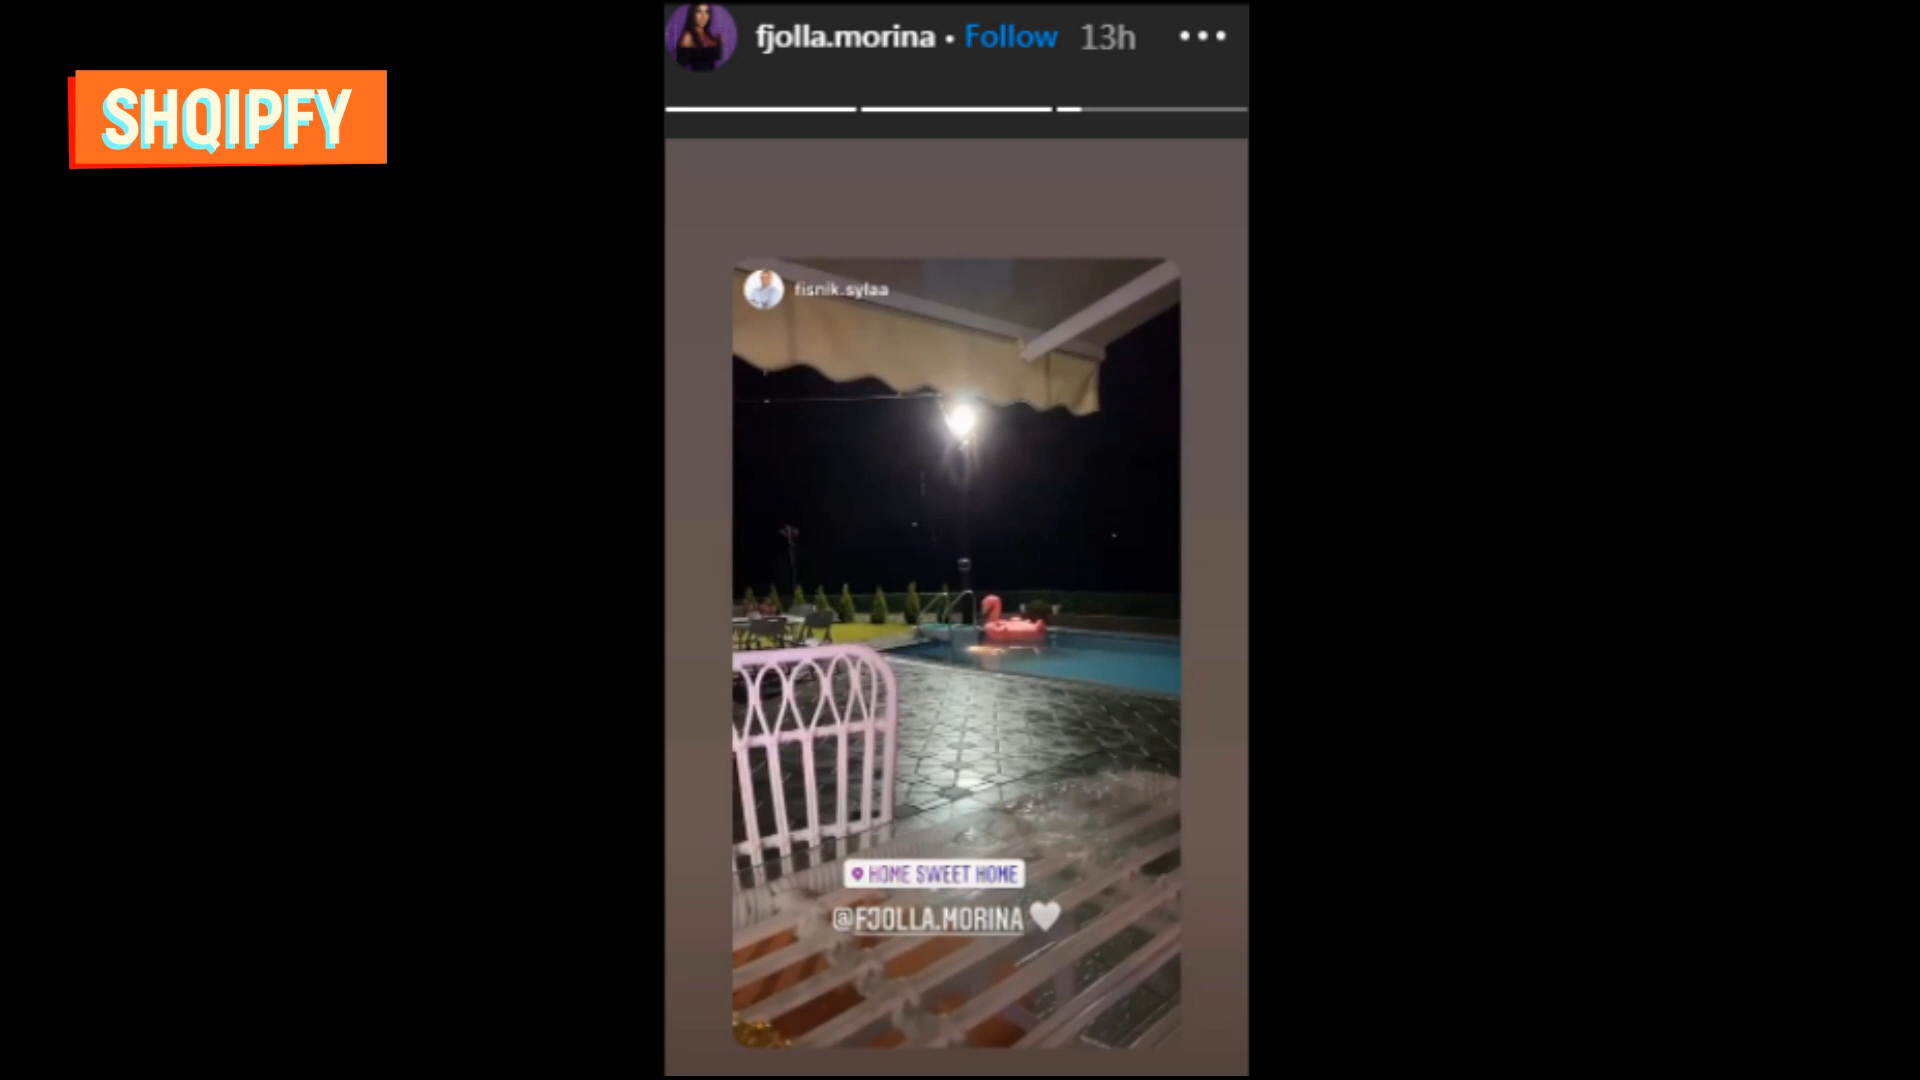 SHQIPFY
fjolla.morina • Follow 13h
fisnik.sylaa
HOME SWEET HOME
@FJOLLA.MORINA